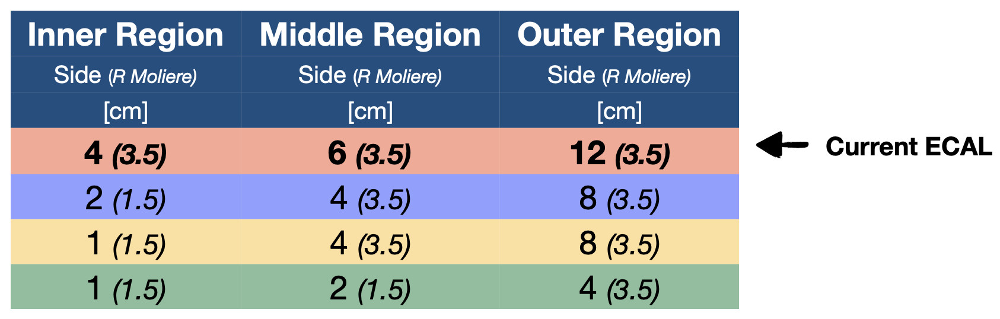 Inner Region Middle Region Outer Region
Side (R Moliere) Side (R Moliere) Side (R Moliere)
[cm] [cm] [cm]
4 (3.5) 6 (3.5) 12 (3.5) Current ECAL
2 (1.5) 4 (3.5) 8 (3.5)
1 (1.5) 4 (3.5) 8 (3.5)
1 (1.5) 2 (1.5) 4 (3.5)